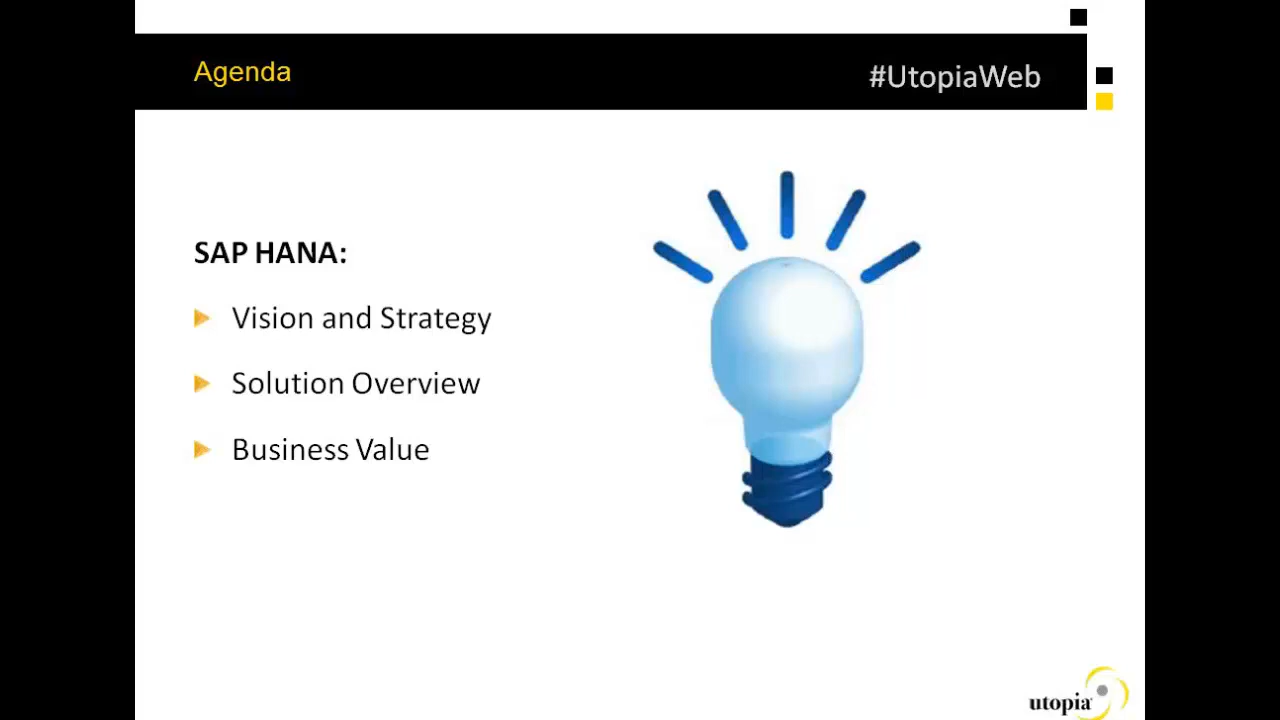 Agenda
#UtopiaWeb
SAP HANA:
Vision and Strategy
Solution Overview
Business Value
utopia